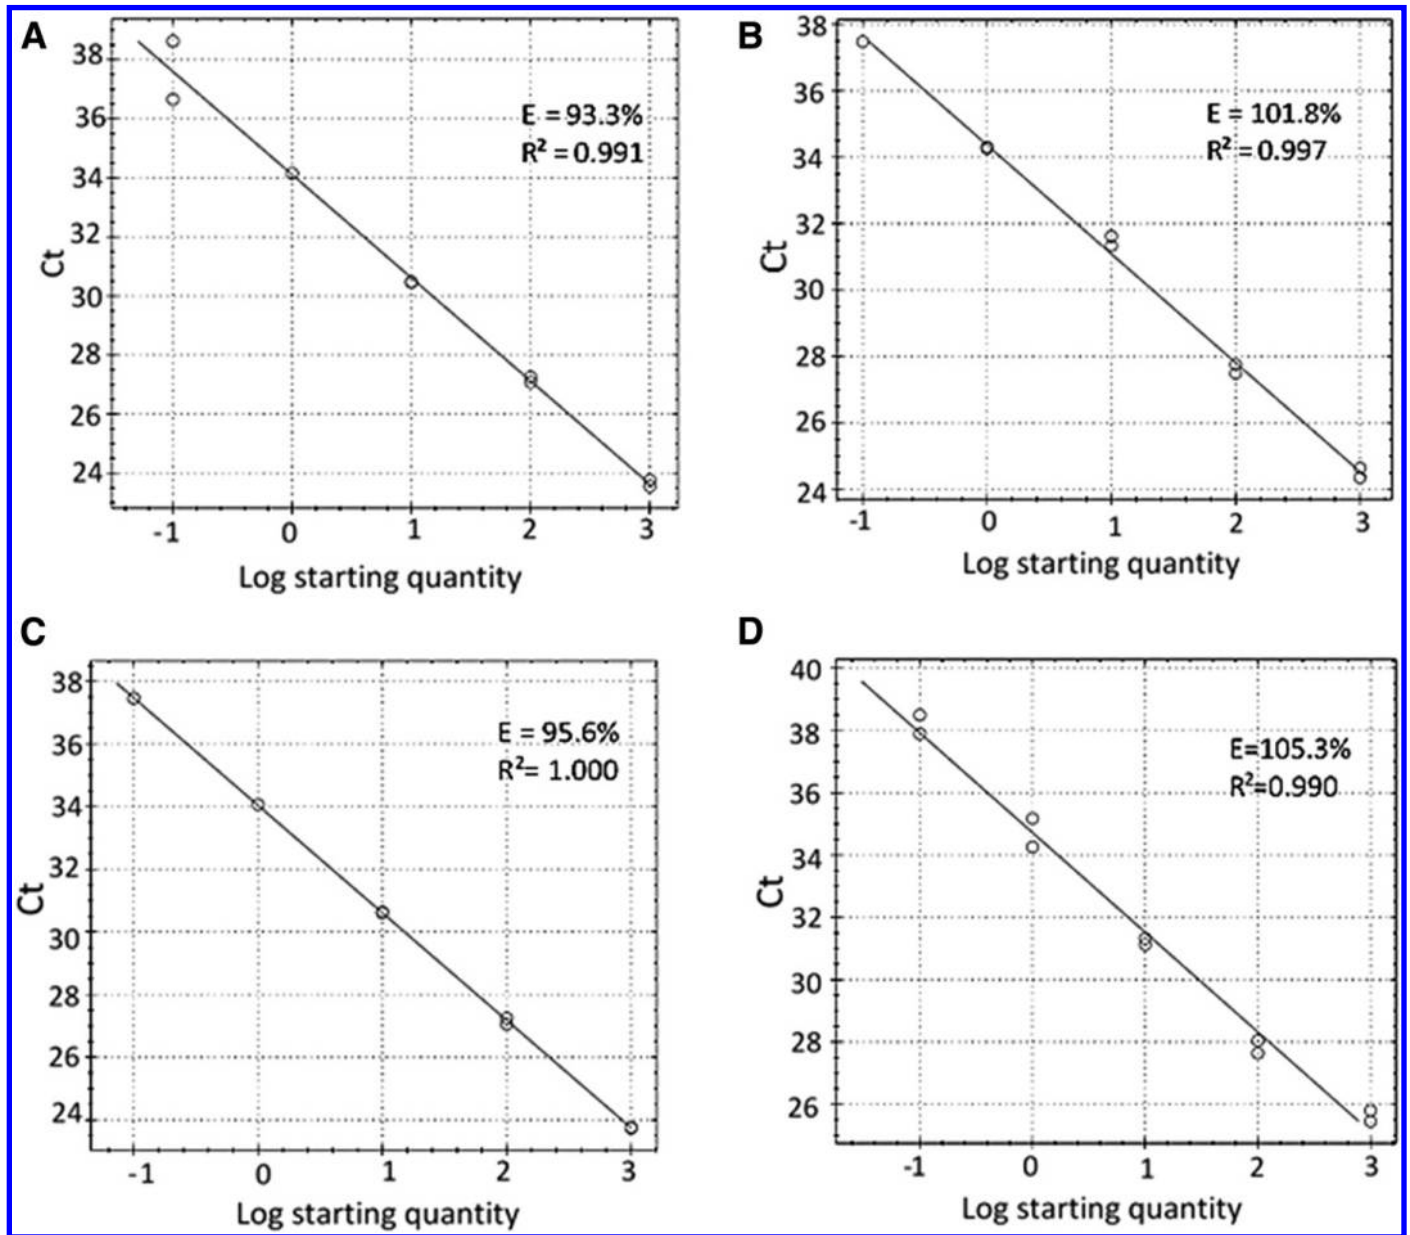 A
38
36
34
32
30
28
26
24
Ct
E = 93.3%
R² = 0.991
-1 0 1 2 3
Log starting quantity
B
38
36
34
32
30
28
26
24
Ct
E = 101.8%
R² = 0.997
-1 0 1 2 3
Log starting quantity
C
38
36
34
32
30
28
26
24
Ct
E = 95.6%
R²= 1.000
-1 0 1 2 3
Log starting quantity
D
40
38
36
34
32
30
28
26
Ct
E=105.3%
R²=0.990
-1 0 1 2 3
Log starting quantity